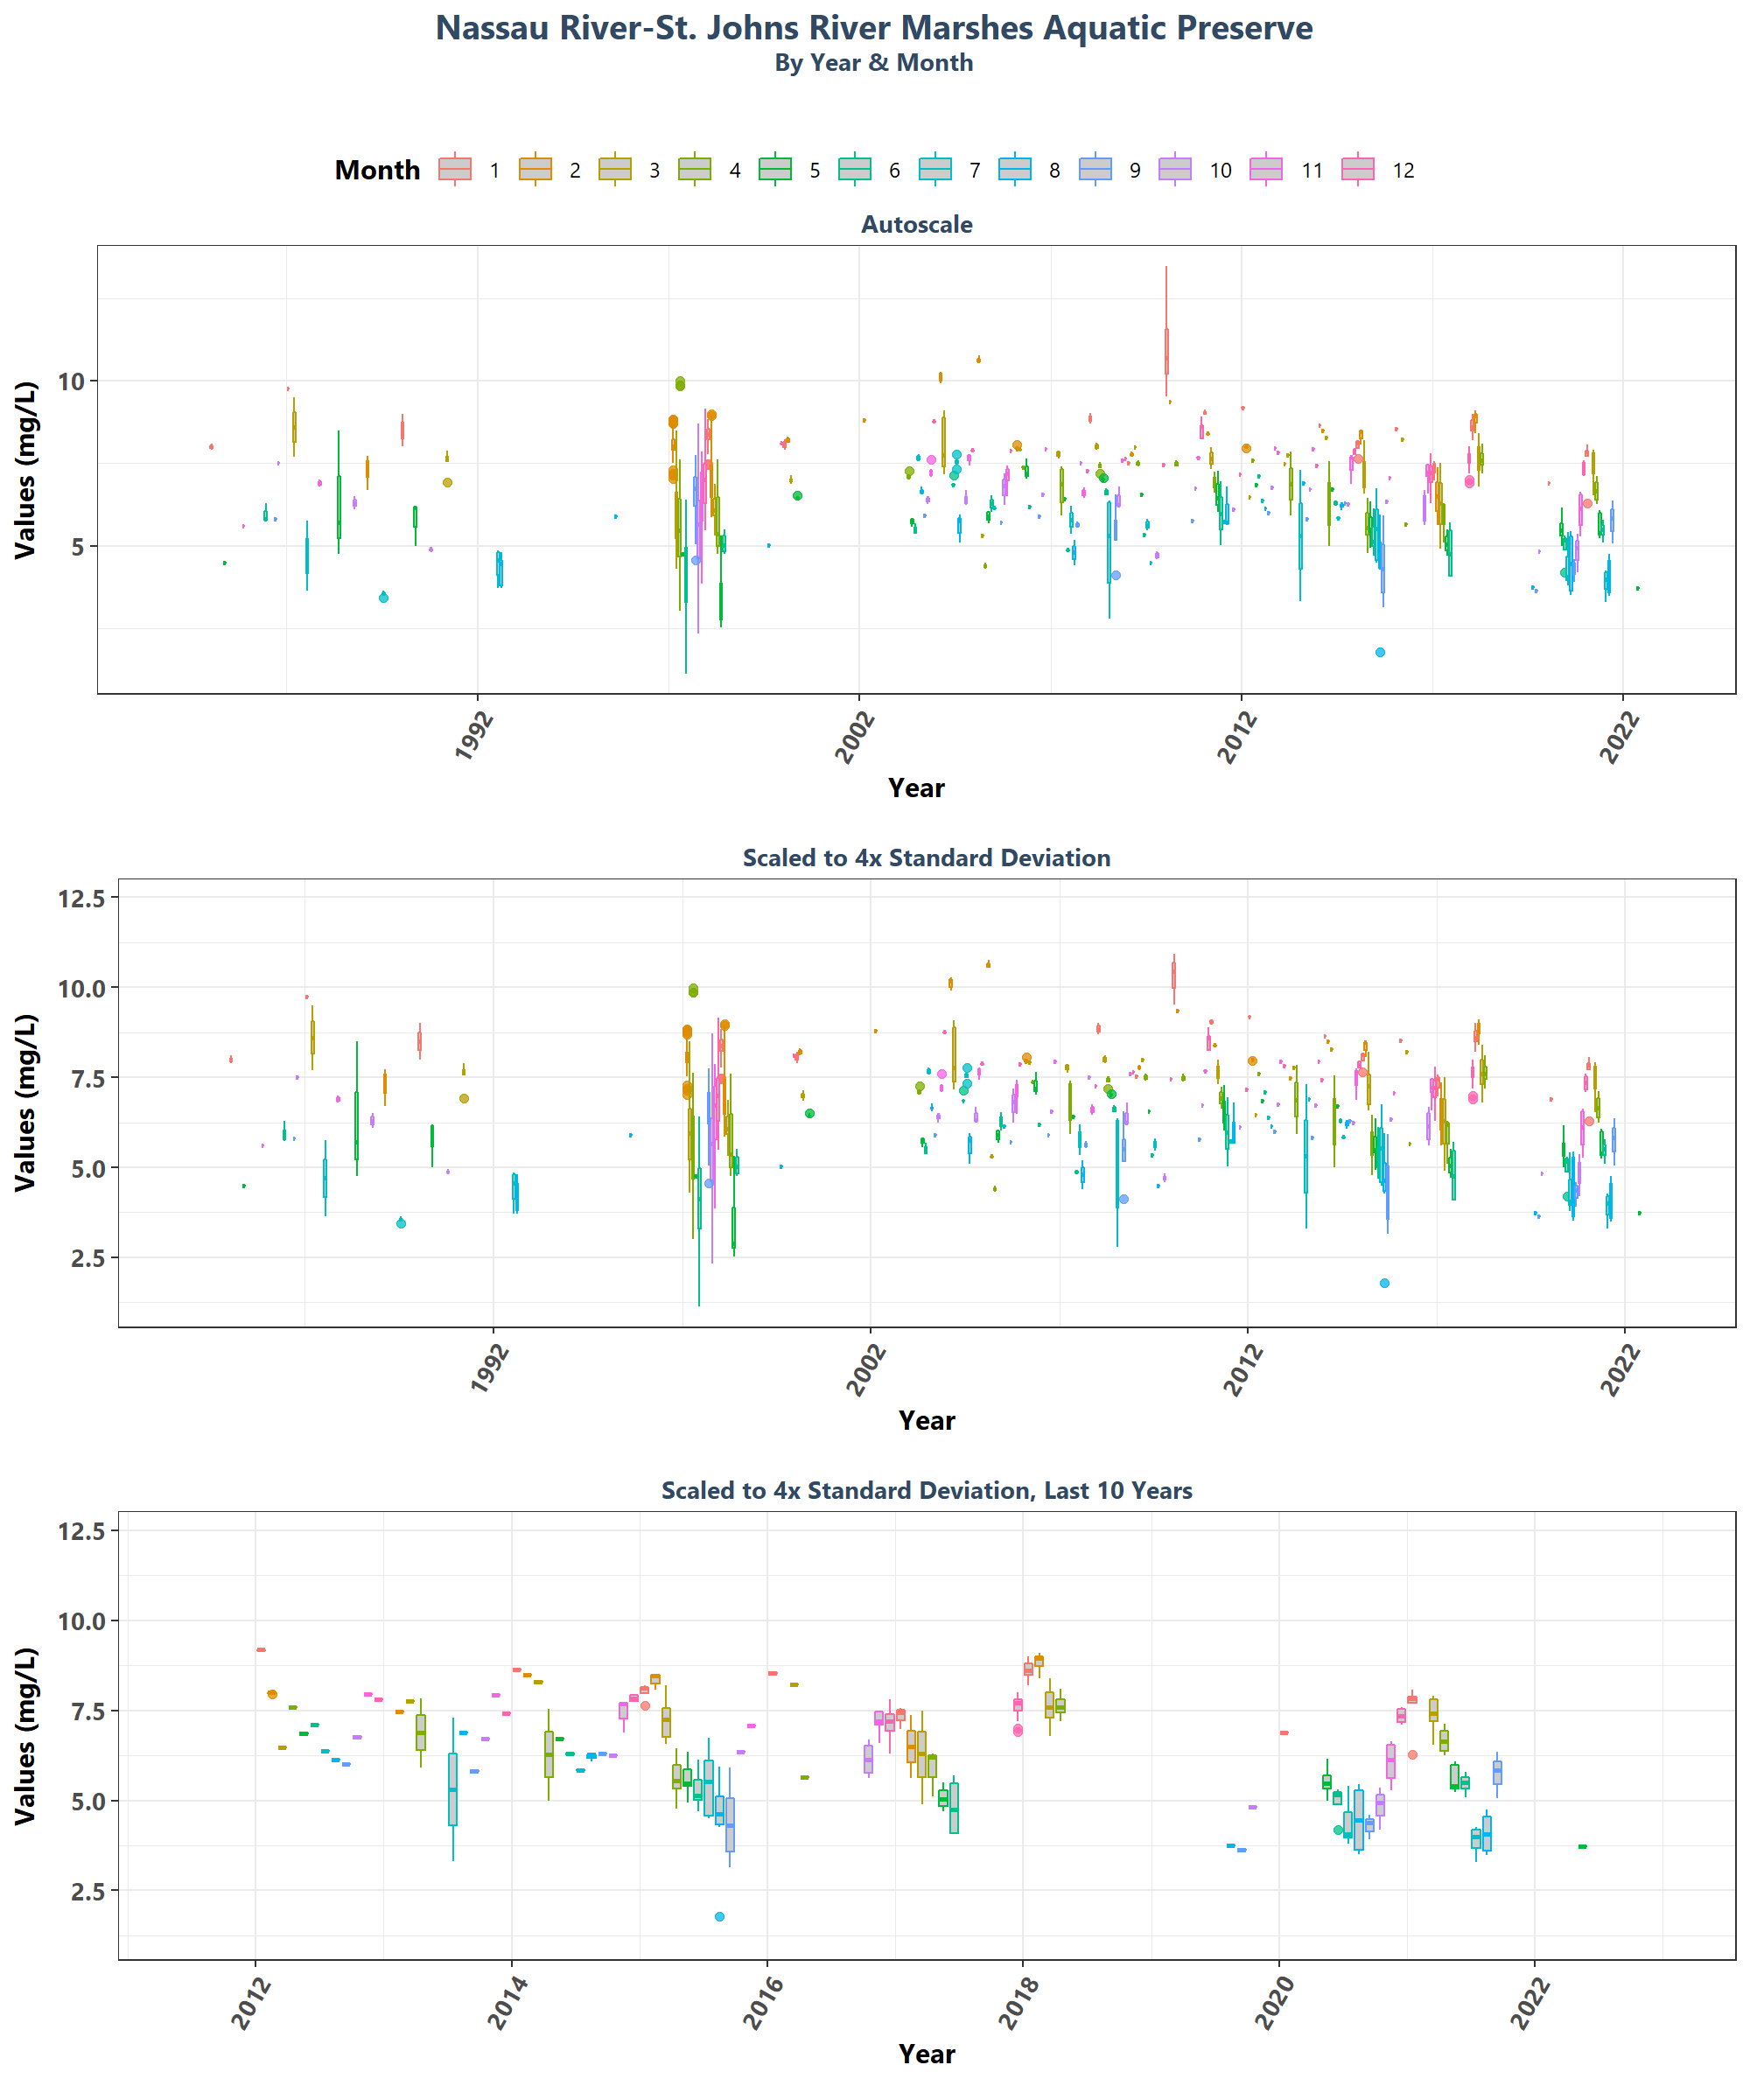 Nassau River-St. Johns River Marshes Aquatic Preserve
By Year & Month
Month 1 2 3 4 5 6 7 8 9 10 11 12
Autoscale
Values (mg/L)
10
5
1992 2002 2012 2022
Year
Scaled to 4x Standard Deviation
Values (mg/L)
12.5
10.0
7.5
5.0
2.5
1992 2002 2012 2022
Year
Scaled to 4x Standard Deviation, Last 10 Years
Values (mg/L)
12.5
10.0
7.5
5.0
2.5
2012 2014 2016 2018 2020 2022
Year